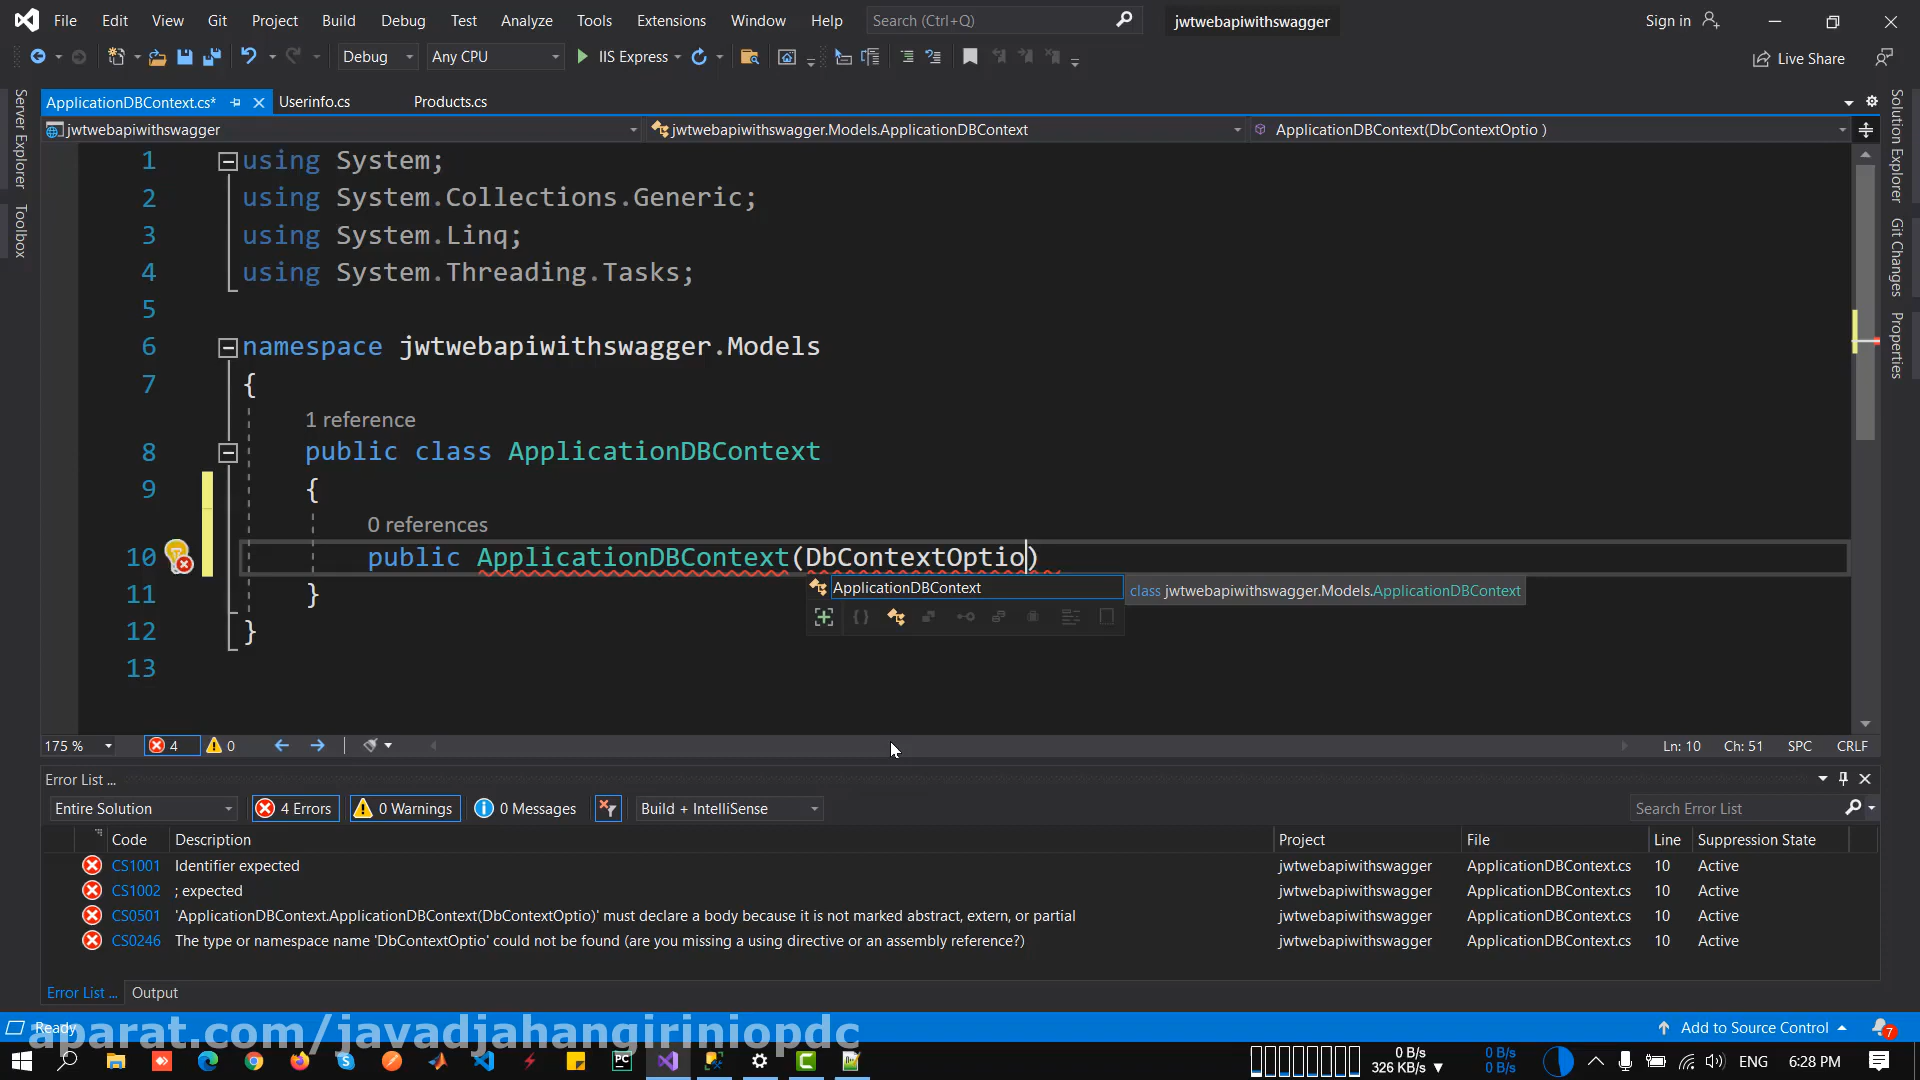 File Edit View Git Project Build Debug Test Analyze Tools Extensions Window Help Search (Ctrl+Q) jwtwebapiwithswagger Sign in
Debug Any CPU IIS Express Live Share
ApplicationDBContext.cs* Userinfo.cs Products.cs
jwtwebapiwithswagger jwtwebapiwithswagger.Models.ApplicationDBContext ApplicationDBContext(DbContextOptio )
Server Explorer
Toolbox
Solution Explorer
Git Changes
Properties
1 using System;
2 using System.Collections.Generic;
3 using System.Linq;
4 using System.Threading.Tasks;
5
6 namespace jwtwebapiwithswagger.Models
7 {
1 reference
8 public class ApplicationDBContext
9 {
0 references
10 public ApplicationDBContext(DbContextOptio)
ApplicationDBContext class jwtwebapiwithswagger.Models.ApplicationDBContext
11 }
12 }
13
175 % 4 0 Ln: 10 Ch: 51 SPC CRLF
Error List ...
Entire Solution 4 Errors 0 Warnings 0 Messages Build + IntelliSense Search Error List
Code Description Project File Line Suppression State
CS1001 Identifier expected jwtwebapiwithswagger ApplicationDBContext.cs 10 Active
CS1002 ; expected jwtwebapiwithswagger ApplicationDBContext.cs 10 Active
CS0501 'ApplicationDBContext.ApplicationDBContext(DbContextOptio)' must declare a body because it is not marked abstract, extern, or partial jwtwebapiwithswagger ApplicationDBContext.cs 10 Active
CS0246 The type or namespace name 'DbContextOptio' could not be found (are you missing a using directive or an assembly reference?) jwtwebapiwithswagger ApplicationDBContext.cs 10 Active
Error List ... Output
Ready Add to Source Control 7
aparat.com/javadjahangiriniopdc
0 B/s 0 B/s
326 KB/s 0 B/s
ENG 6:28 PM